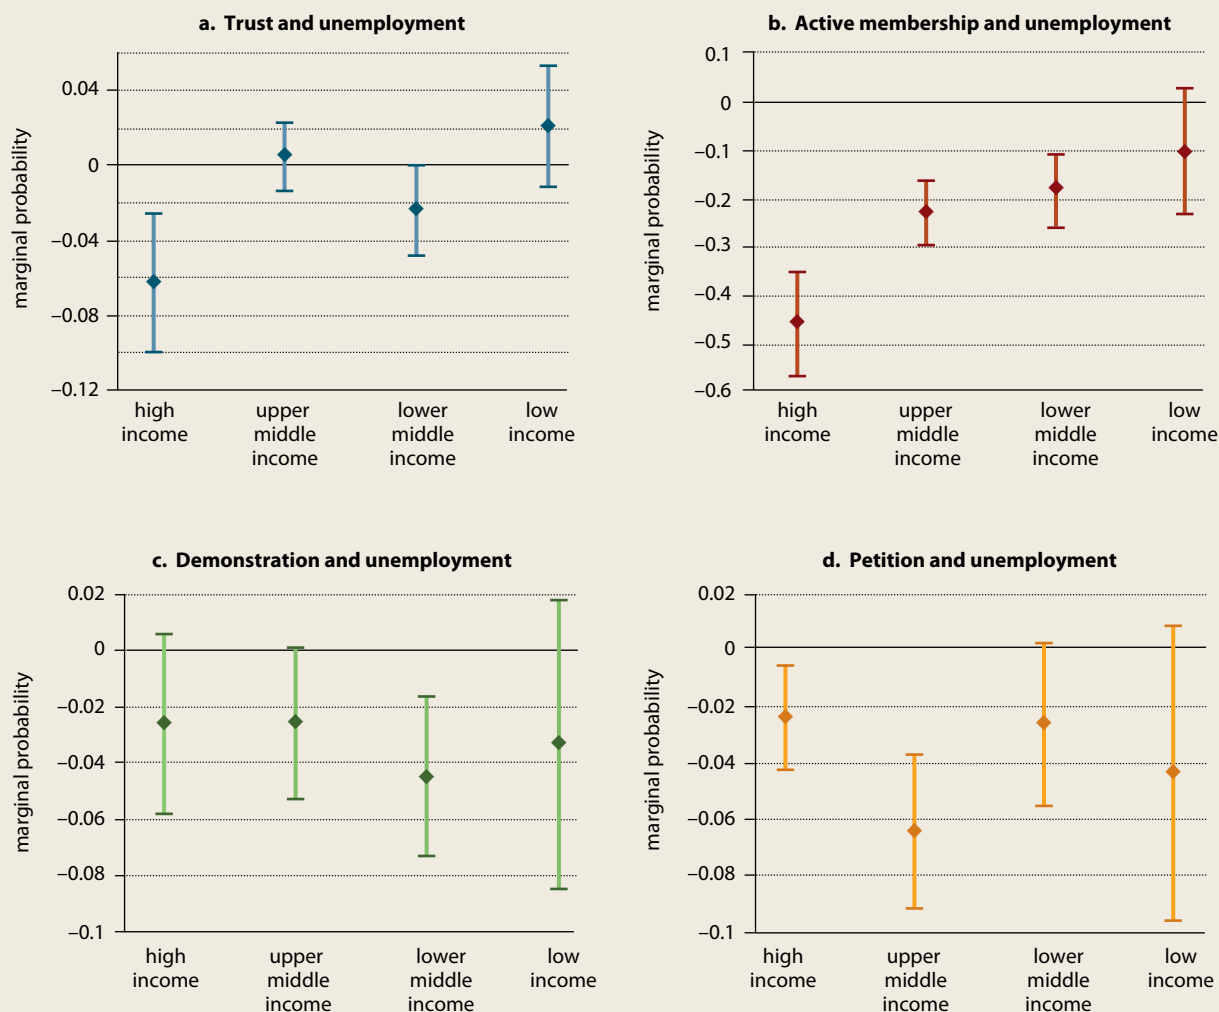 a. Trust and unemployment
marginal probability
0.04
0
–0.04
–0.08
–0.12
high
income
upper
middle
income
lower
middle
income
low
income
b. Active membership and unemployment
marginal probability
0.1
0
–0.1
–0.2
–0.3
–0.4
–0.5
–0.6
high
income
upper
middle
income
lower
middle
income
low
income
c. Demonstration and unemployment
marginal probability
0.02
0
–0.02
–0.04
–0.06
–0.08
–0.1
high
income
upper
middle
income
lower
middle
income
low
income
d. Petition and unemployment
marginal probability
0.02
0
–0.02
–0.04
–0.06
–0.08
–0.1
high
income
upper
middle
income
lower
middle
income
low
income